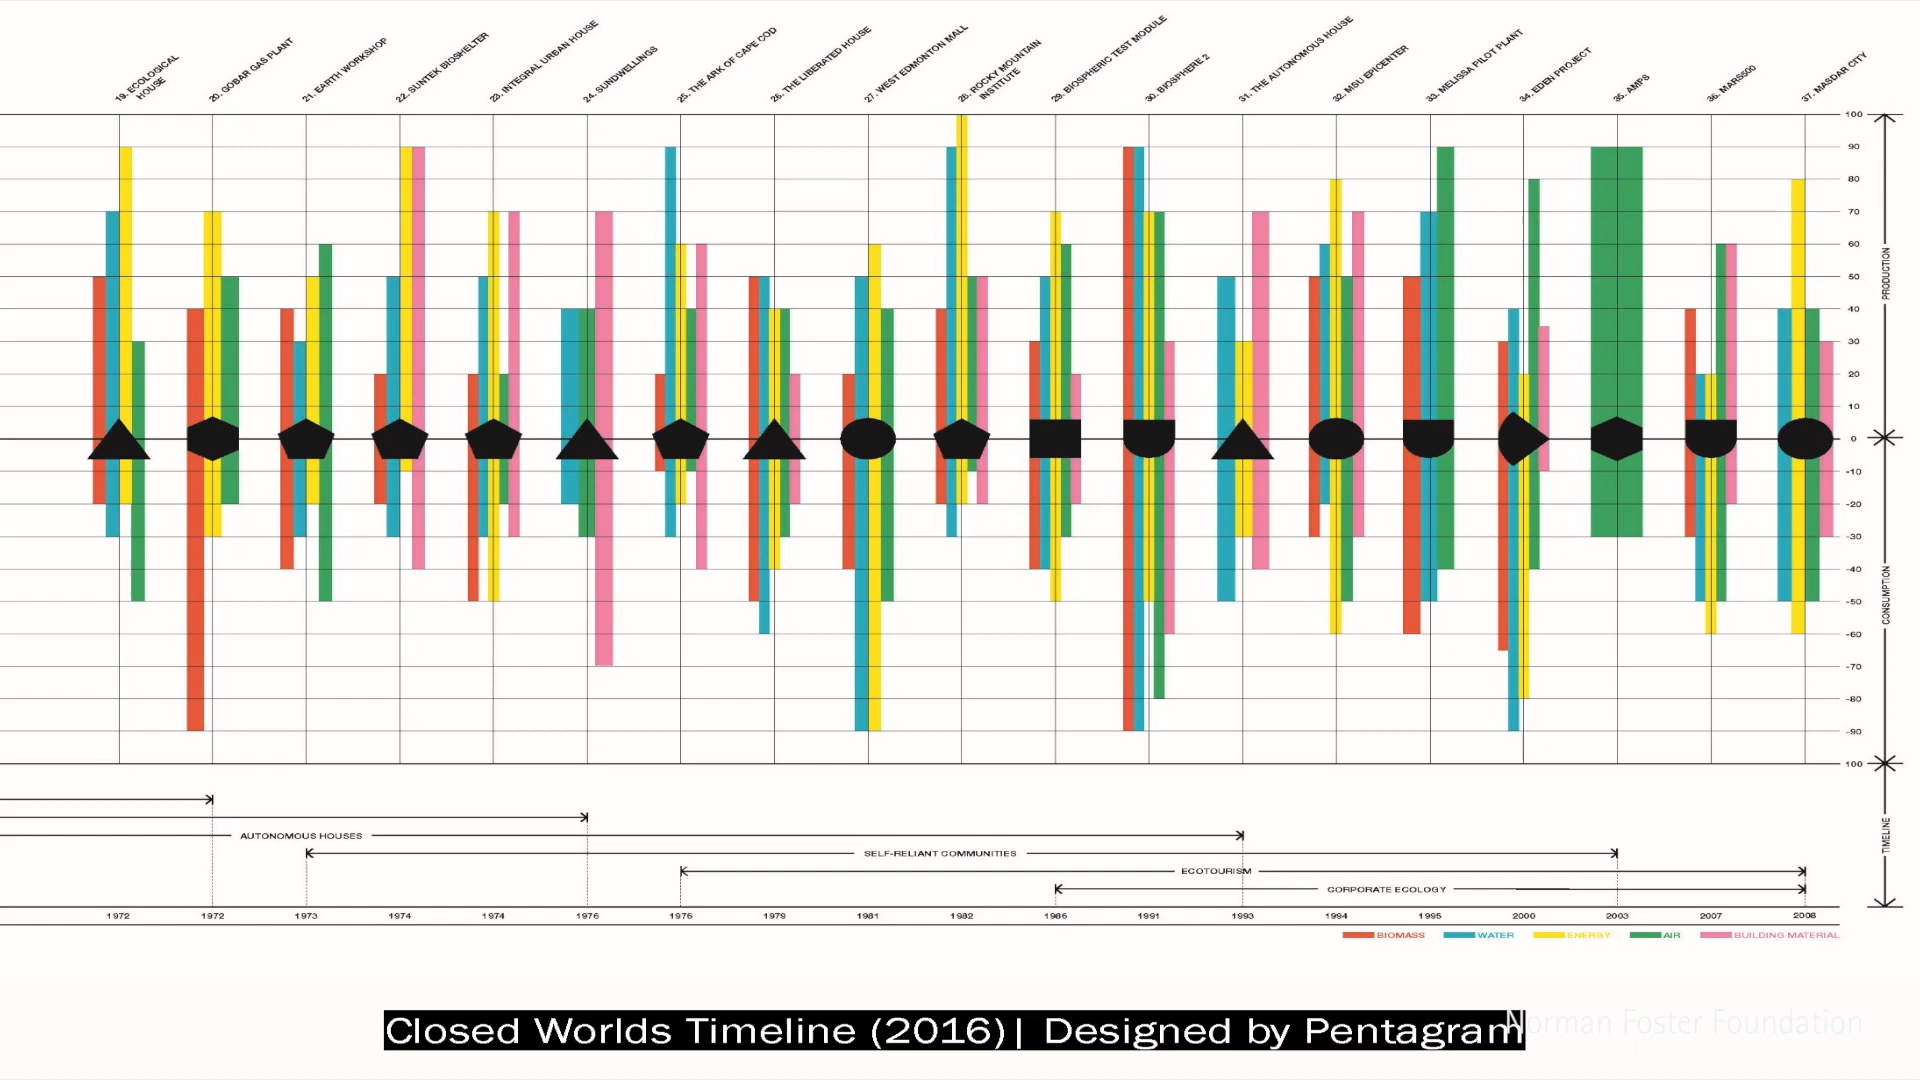 19. ECOLOGICAL
HOUSE
20. GOBAR GAS PLANT
21. EARTH WORKSHOP
22. SUNTEK BIOSHELTER
23. INTEGRAL URBAN HOUSE
24. SUNDWELLINGS
25. THE ARK OF CAPE COD
26. THE LIBERATED HOUSE
27. WEST EDMONTON MALL
28. ROCKY MOUNTAIN
INSTITUTE
29. BIOSPHERIC TEST MODULE
30. BIOSPHERE 2
31. THE AUTONOMOUS HOUSE
32. MSU EPICENTER
33. MELISSA PILOT PLANT
34. EDEN PROJECT
35. AMPS
36. MARS500
37. MASDAR CITY
100
90
80
70
60
50
40
30
20
10
0
-10
-20
-30
-40
-50
-60
-70
-80
-90
100
PRODUCTION
CONSUMPTION
TIMELINE
AUTONOMOUS HOUSES
SELF-RELIANT COMMUNITIES
ECOTOURISM
CORPORATE ECOLOGY
1972 1972 1973 1974 1974 1976 1976 1979 1981 1982 1986 1991 1993 1994 1995 2000 2003 2007 2008
BIOMASS WATER ENERGY AIR BUILDING MATERIAL
Closed Worlds Timeline (2016)| Designed by Pentagram
Norman Foster Foundation